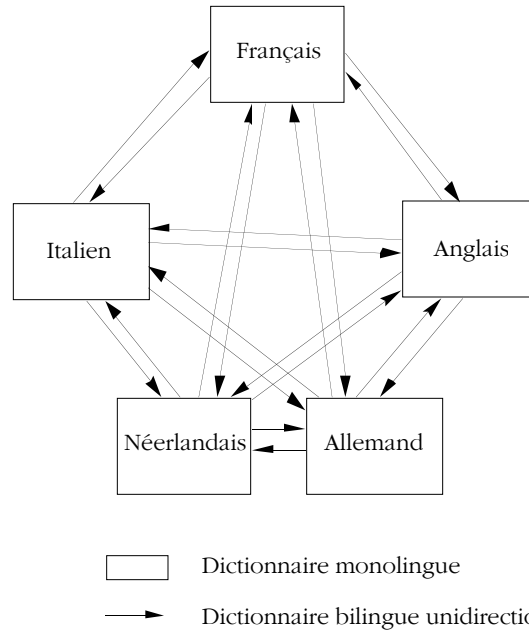 Français
Italien
Anglais
Néerlandais
Allemand
Dictionnaire monolingue
Dictionnaire bilingue unidirectio